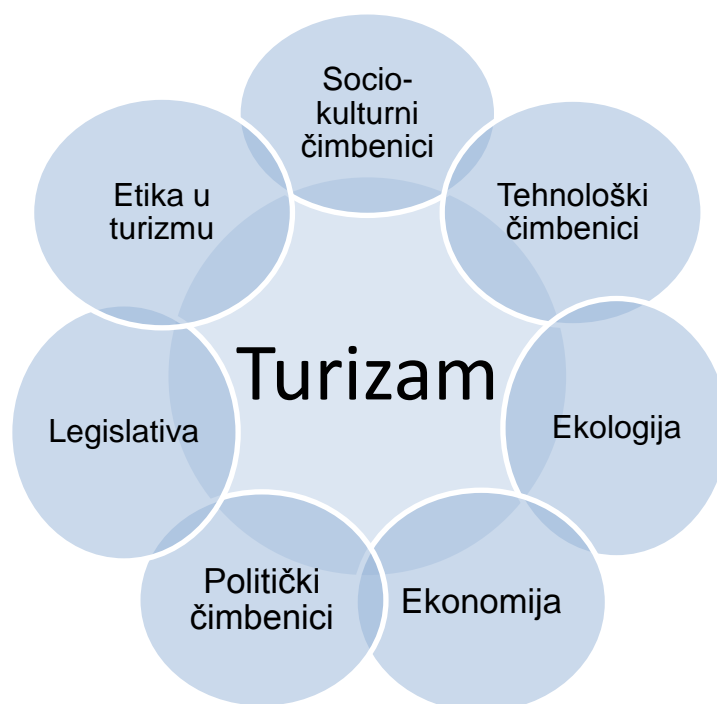 Socio-
kulturni
čimbenici
Tehnološki
čimbenici
Etika u
turizmu
Turizam
Ekologija
Legislativa
Politički
čimbenici
Ekonomija